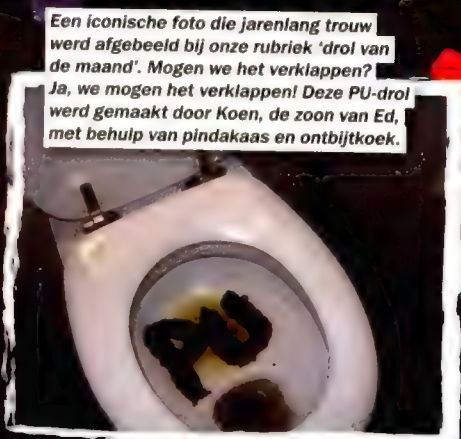 Een iconische foto die jarenlang trouw
werd afgebeeld bij onze rubriek 'drol van
de maand'. Mogen we het verklappen?
Ja, we mogen het verklappen! Deze PU-drol
werd gemaakt door Koen, de zoon van Ed,
met behulp van pindakaas en ontbijtkoek.
PU